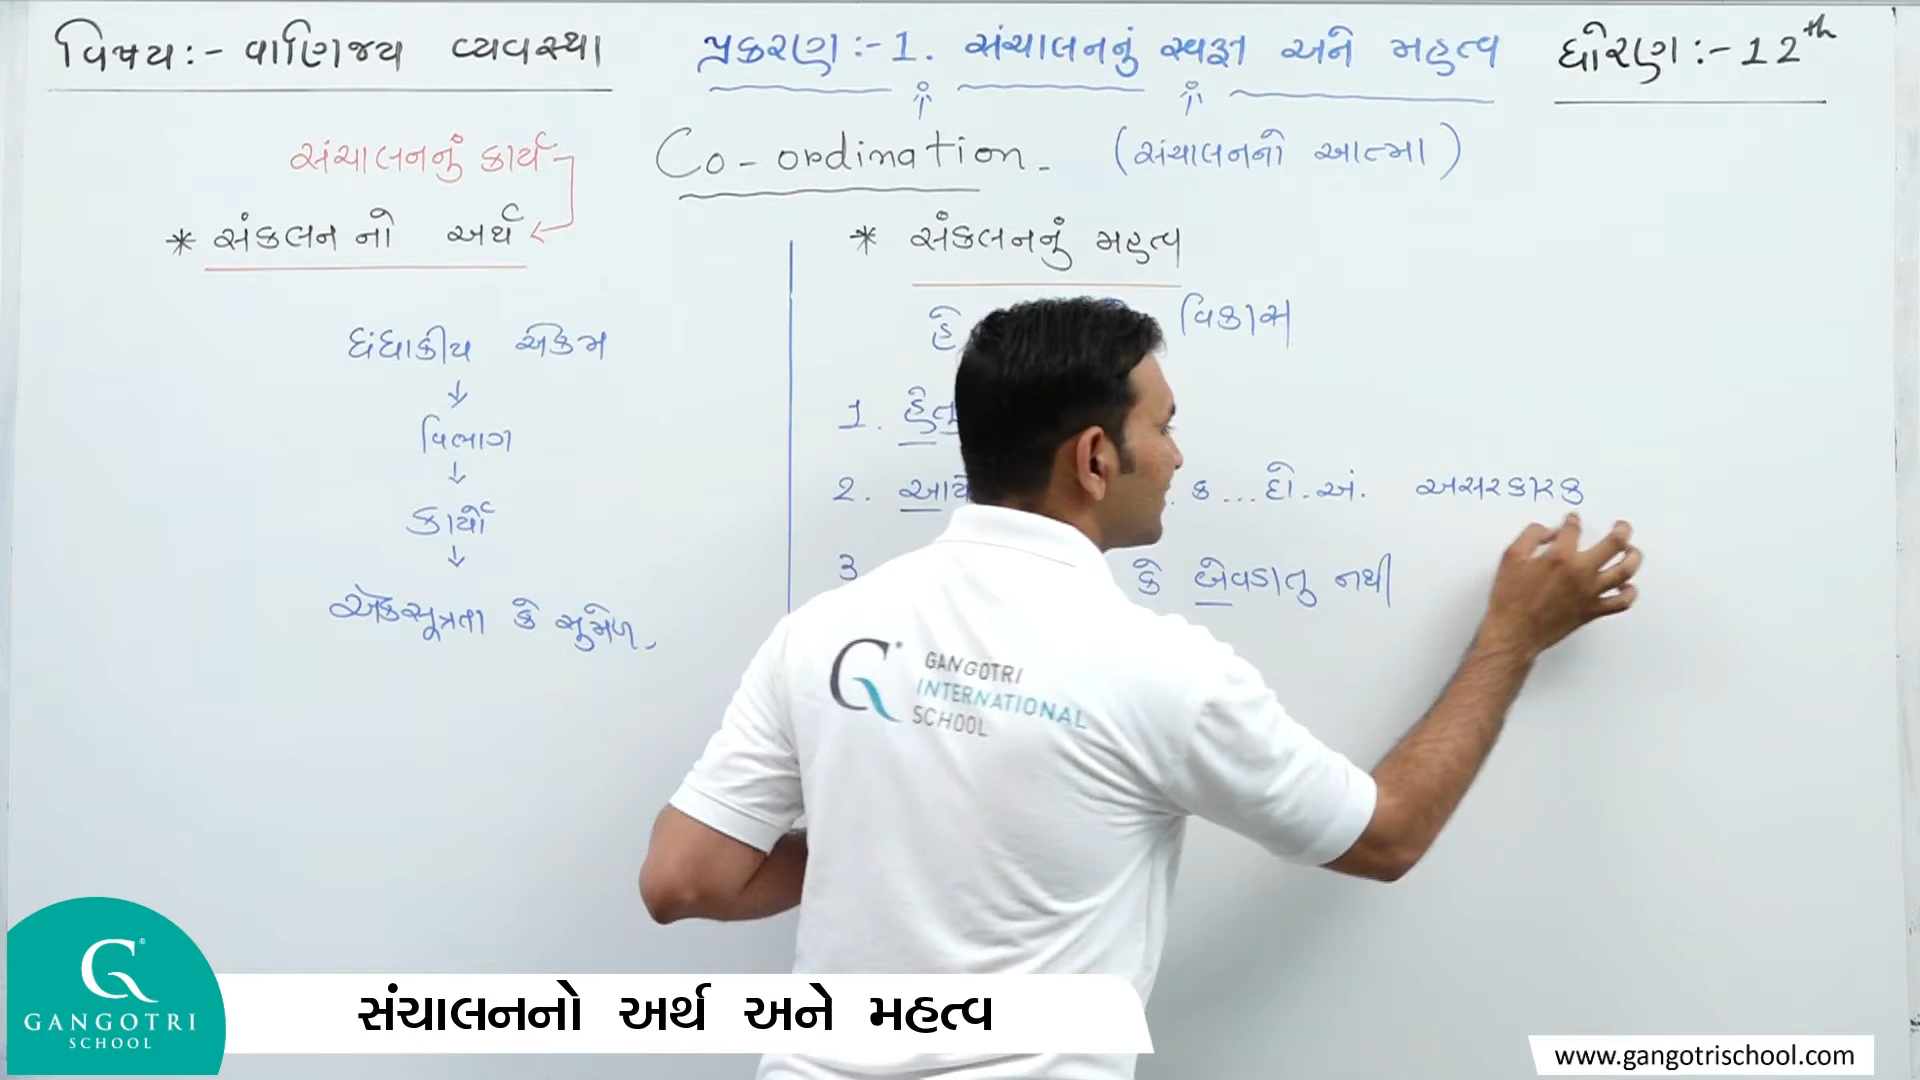 વિષય:- વાણિજ્ય વ્યવસ્થા
પ્રકરણ:-1. સંચાલનનું સ્વરૂપ અને મહત્વ
ધોરણ:-12th
સંચાલનનું કાર્ય
Co-ordination.
(સંચાલનનો આત્મા)
* સંકલન નો અર્થ
ધંધાકીય એકમ
↓
વિભાગ
↓
કાર્યો
↓
એકસૂત્રતા કે સુમેળ.
* સંકલનનું મહત્વ
વિકાસ
1.
2. ક...દો.અં. અસરકારક
3 કે બેવડાતુ નથી
GANGOTRI
INTERNATIONAL
SCHOOL
GANGOTRI
SCHOOL
સંચાલનનો અર્થ અને મહત્વ
www.gangotrischool.com